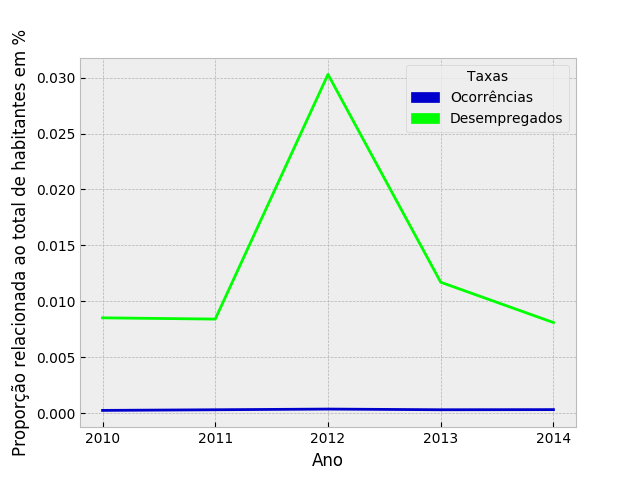 Proporção relacionada ao total de habitantes em %
0.030
0.025
0.020
0.015
0.010
0.005
0.000
Taxas
Ocorrências
Desempregados
2010 2011 2012 2013 2014
Ano